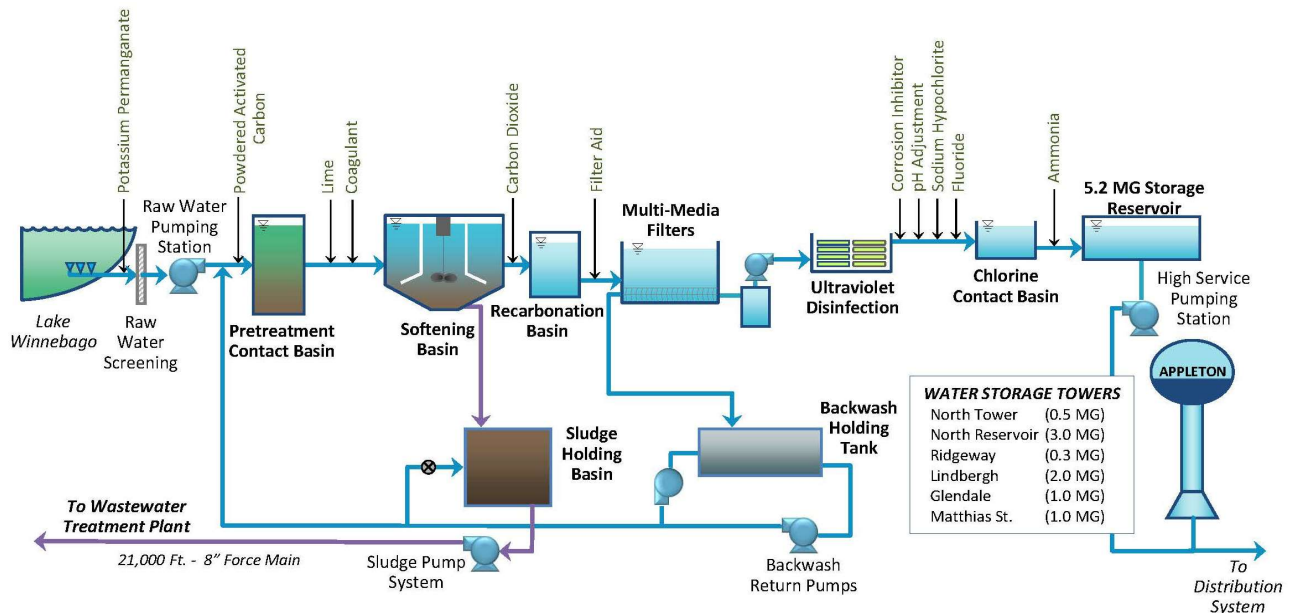 Potassium Permanganate
Powdered Activated
Carbon
Lime
Coagulant
Carbon Dioxide
Filter Aid
Corrosion Inhibitor
pH Adjustment
Sodium Hypochlorite
Fluoride
Ammonia
Raw Water
Pumping
Station
Multi-Media
Filters
5.2 MG Storage
Reservoir
Lake
Winnebago
Raw
Water
Screening
Pretreatment
Contact Basin
Softening
Basin
Recarbonation
Basin
Ultraviolet
Disinfection
Chlorine
Contact Basin
High Service
Pumping
Station
APPLETON
WATER STORAGE TOWERS
North Tower (0.5 MG)
North Reservoir (3.0 MG)
Ridgeway (0.3 MG)
Lindbergh (2.0 MG)
Glendale (1.0 MG)
Matthias St. (1.0 MG)
Sludge
Holding
Basin
Backwash
Holding
Tank
To Wastewater
Treatment Plant
21,000 Ft. - 8” Force Main
Sludge Pump
System
Backwash
Return Pumps
To
Distribution
System